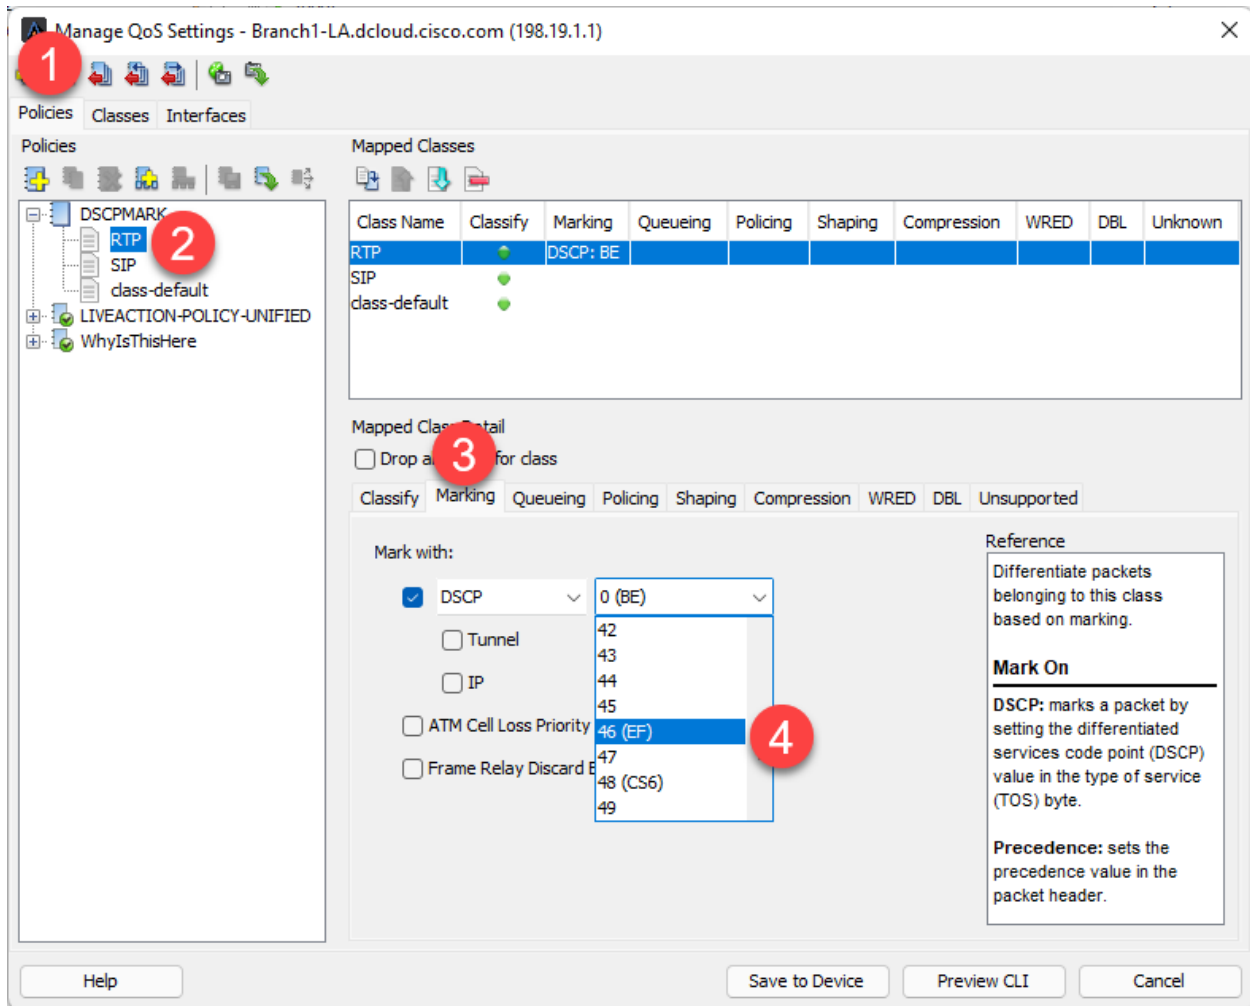 Manage QoS Settings - Branch1-LA.dcloud.cisco.com (198.19.1.1)
1
Policies Classes Interfaces
Policies
DSCPMARK
RTP
2
SIP
class-default
LIVEACTION-POLICY-UNIFIED
WhyIsThisHere
Mapped Classes
Class Name Classify Marking Queueing Policing Shaping Compression WRED DBL Unknown
RTP DSCP: BE
SIP
class-default
Mapped Class Detail
3
Drop a for class
Classify Marking Queueing Policing Shaping Compression WRED DBL Unsupported
Mark with:
DSCP 0 (BE)
Tunnel
IP
ATM Cell Loss Priority
Frame Relay Discard
42
43
44
45
46 (EF)
4
47
48 (CS6)
49
Reference
Differentiate packets
belonging to this class
based on marking.
Mark On
DSCP: marks a packet by
setting the differentiated
services code point (DSCP)
value in the type of service
(TOS) byte.
Precedence: sets the
precedence value in the
packet header.
Help Save to Device Preview CLI Cancel